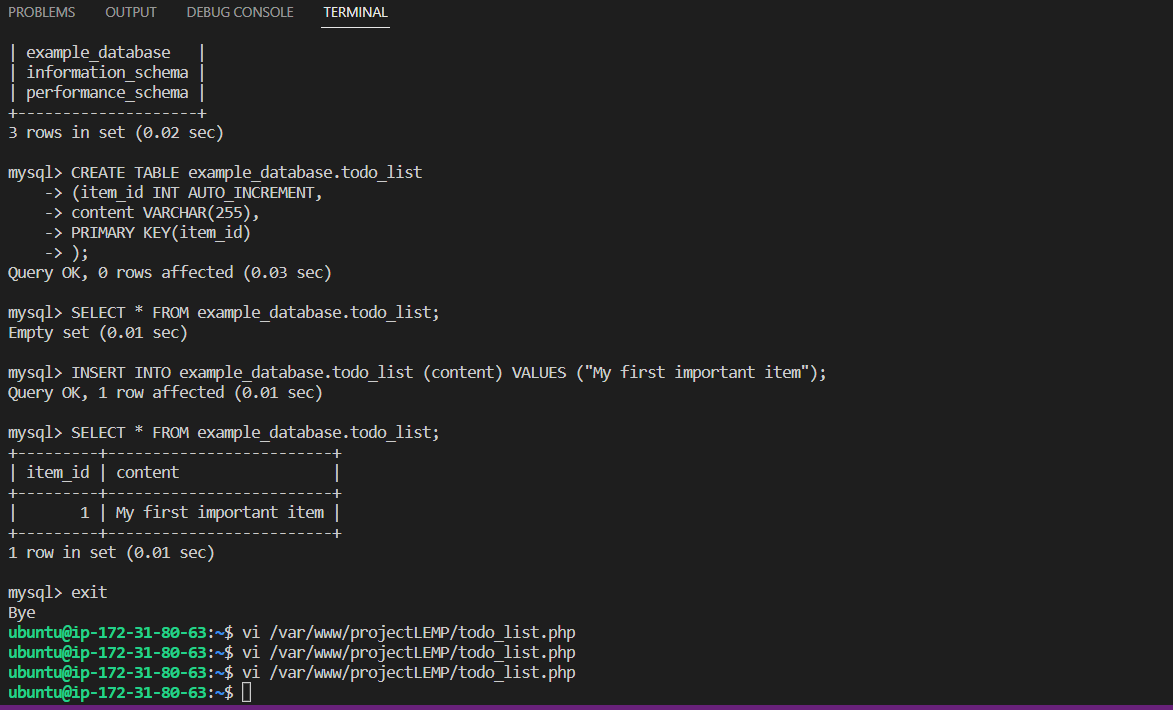 PROBLEMS OUTPUT DEBUG CONSOLE TERMINAL
| example_database   |
| information_schema |
| performance_schema |
+--------------------+
3 rows in set (0.02 sec)
mysql> CREATE TABLE example_database.todo_list
    -> (item_id INT AUTO_INCREMENT,
    -> content VARCHAR(255),
    -> PRIMARY KEY(item_id)
    -> );
Query OK, 0 rows affected (0.03 sec)
mysql> SELECT * FROM example_database.todo_list;
Empty set (0.01 sec)
mysql> INSERT INTO example_database.todo_list (content) VALUES ("My first important item");
Query OK, 1 row affected (0.01 sec)
mysql> SELECT * FROM example_database.todo_list;
+---------+-------------------------+
| item_id | content                 |
+---------+-------------------------+
|       1 | My first important item |
+---------+-------------------------+
1 row in set (0.01 sec)
mysql> exit
Bye
ubuntu@ip-172-31-80-63:~$ vi /var/www/projectLEMP/todo_list.php
ubuntu@ip-172-31-80-63:~$ vi /var/www/projectLEMP/todo_list.php
ubuntu@ip-172-31-80-63:~$ vi /var/www/projectLEMP/todo_list.php
ubuntu@ip-172-31-80-63:~$